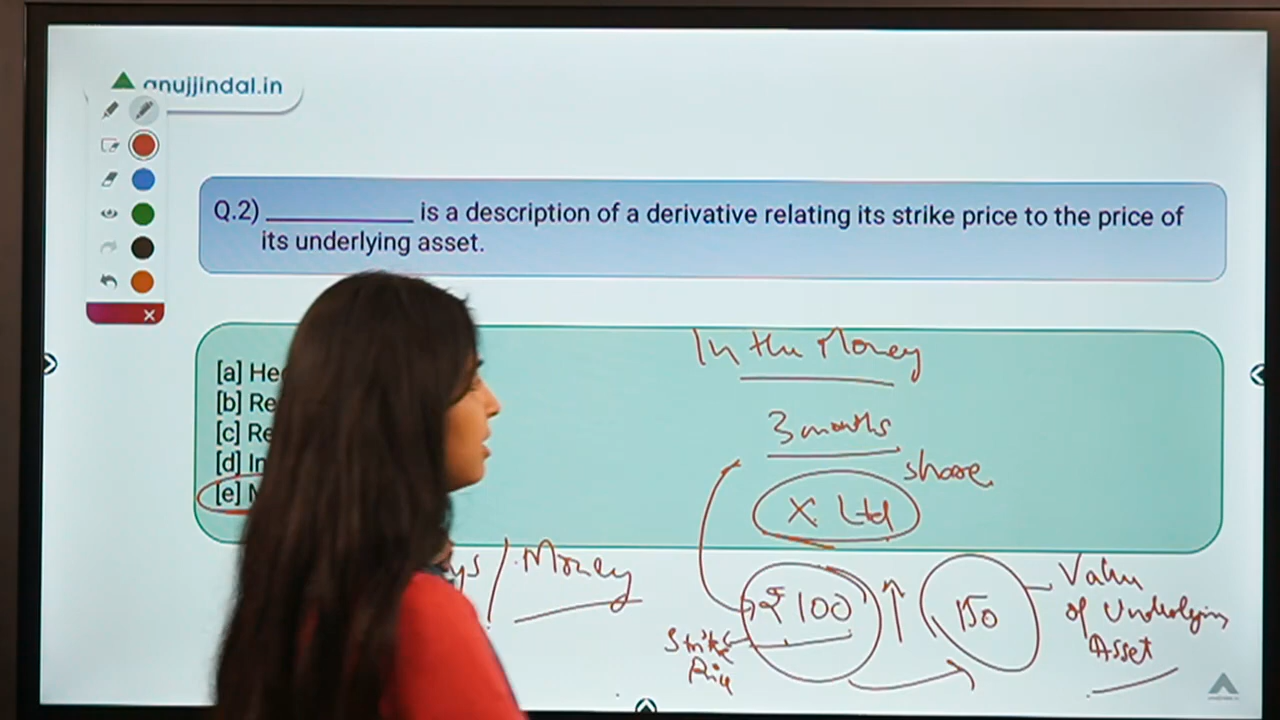 anujjindal.in
Q.2) __________ is a description of a derivative relating its strike price to the price of
its underlying asset.
[a] He
[b] Re
[c] Re
[d] In
[e] M
In the Money
3 months
share
X Ltd
/ Money
₹ 100
150
Strike
Price
Value
of Underlying
Asset